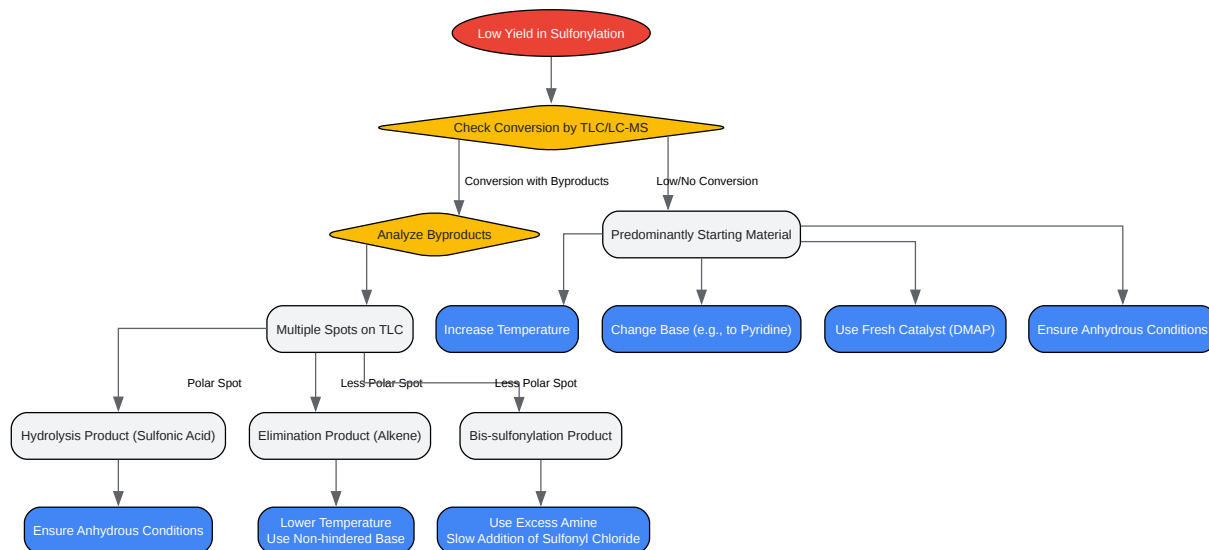 Low Yield in Sulfonylation
Check Conversion by TLC/LC-MS
Conversion with Byproducts
Low/No Conversion
Analyze Byproducts
Predominantly Starting Material
Multiple Spots on TLC
Increase Temperature
Change Base (e.g., to Pyridine)
Use Fresh Catalyst (DMAP)
Ensure Anhydrous Conditions
Polar Spot
Less Polar Spot
Less Polar Spot
Hydrolysis Product (Sulfonic Acid)
Elimination Product (Alkene)
Bis-sulfonylation Product
Ensure Anhydrous Conditions
Lower Temperature
Use Non-hindered Base
Use Excess Amine
Slow Addition of Sulfonyl Chloride